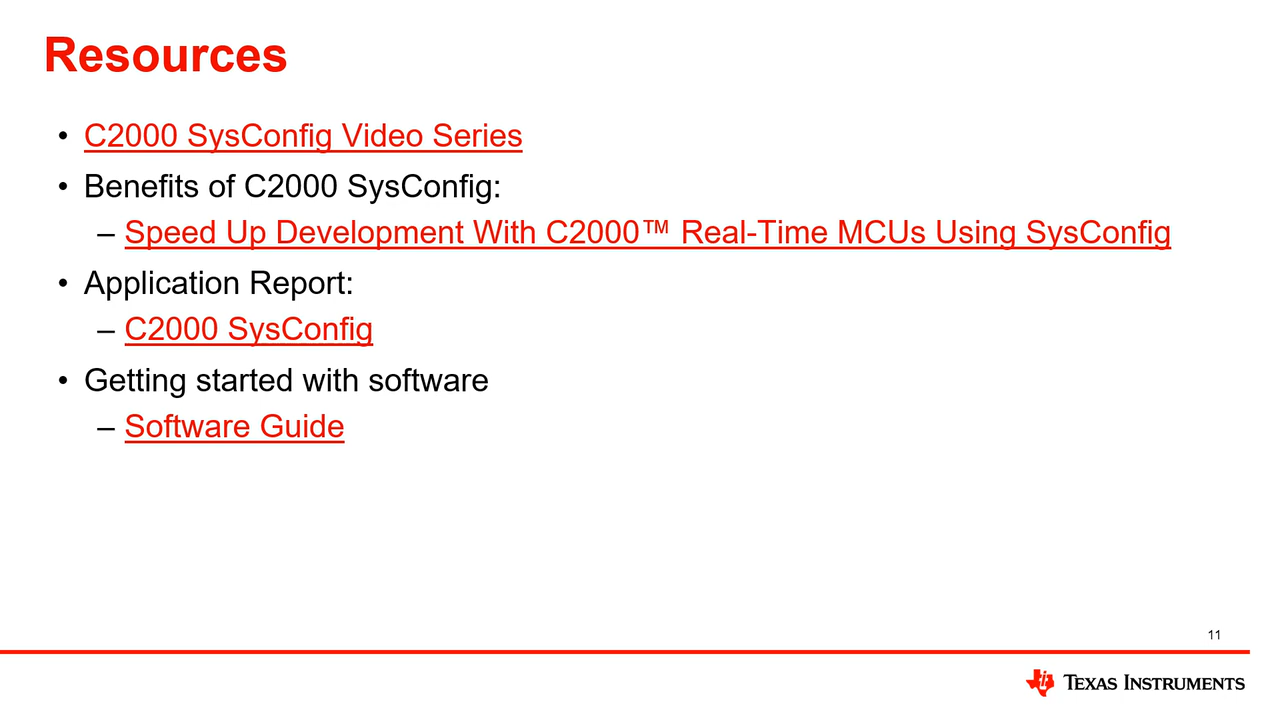 Resources
• C2000 SysConfig Video Series
• Benefits of C2000 SysConfig:
– Speed Up Development With C2000™ Real-Time MCUs Using SysConfig
• Application Report:
– C2000 SysConfig
• Getting started with software
– Software Guide
11
TEXAS INSTRUMENTS